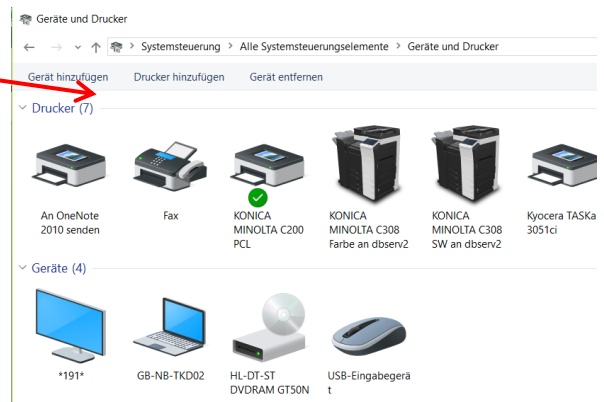 Geräte und Drucker
Systemsteuerung > Alle Systemsteuerungselemente > Geräte und Drucker
Gerät hinzufügen Drucker hinzufügen Gerät entfernen
Drucker (7)
An OneNote 2010 senden
Fax
KONICA MINOLTA C200 PCL
KONICA MINOLTA C308 Farbe an dbserv2
KONICA MINOLTA C308 SW an dbserv2
Kyocera TASKa 3051ci
Geräte (4)
*191*
GB-NB-TKD02
HL-DT-ST DVDRAM GT50N
USB-Eingabegerät